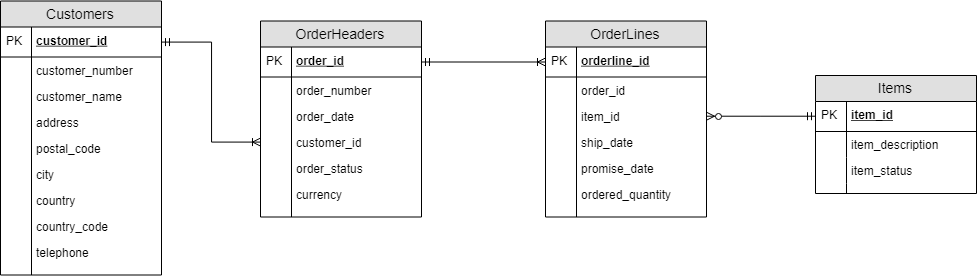 Customers
PK customer_id
customer_number
customer_name
address
postal_code
city
country
country_code
telephone
OrderHeaders
PK order_id
order_number
order_date
customer_id
order_status
currency
OrderLines
PK orderline_id
order_id
item_id
ship_date
promise_date
ordered_quantity
Items
PK item_id
item_description
item_status